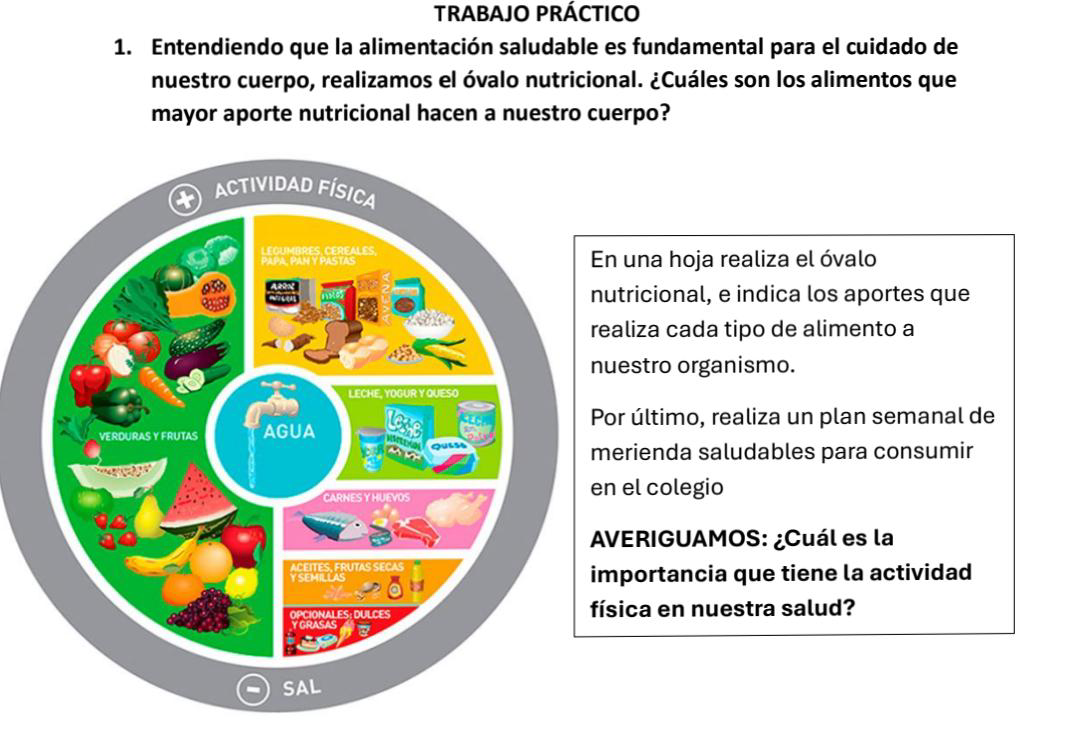 TRABAJO PRÁCTICO
1. Entendiendo que la alimentación saludable es fundamental para el cuidado de
nuestro cuerpo, realizamos el óvalo nutricional. ¿Cuáles son los alimentos que
mayor aporte nutricional hacen a nuestro cuerpo?
+ ACTIVIDAD FÍSICA
LEGUMBRES, CEREALES,
PAPA, PAN Y PASTAS
ARROZ
INTEGRAL
FIDEOS
AVENA
LECHE, YOGUR Y QUESO
Leche
QUESO
VERDURAS Y FRUTAS
AGUA
CARNES Y HUEVOS
ACEITES, FRUTAS SECAS
Y SEMILLAS
OPCIONALES: DULCES
Y GRASAS
- SAL
En una hoja realiza el óvalo
nutricional, e indica los aportes que
realiza cada tipo de alimento a
nuestro organismo.
Por último, realiza un plan semanal de
merienda saludables para consumir
en el colegio
AVERIGUAMOS: ¿Cuál es la
importancia que tiene la actividad
física en nuestra salud?